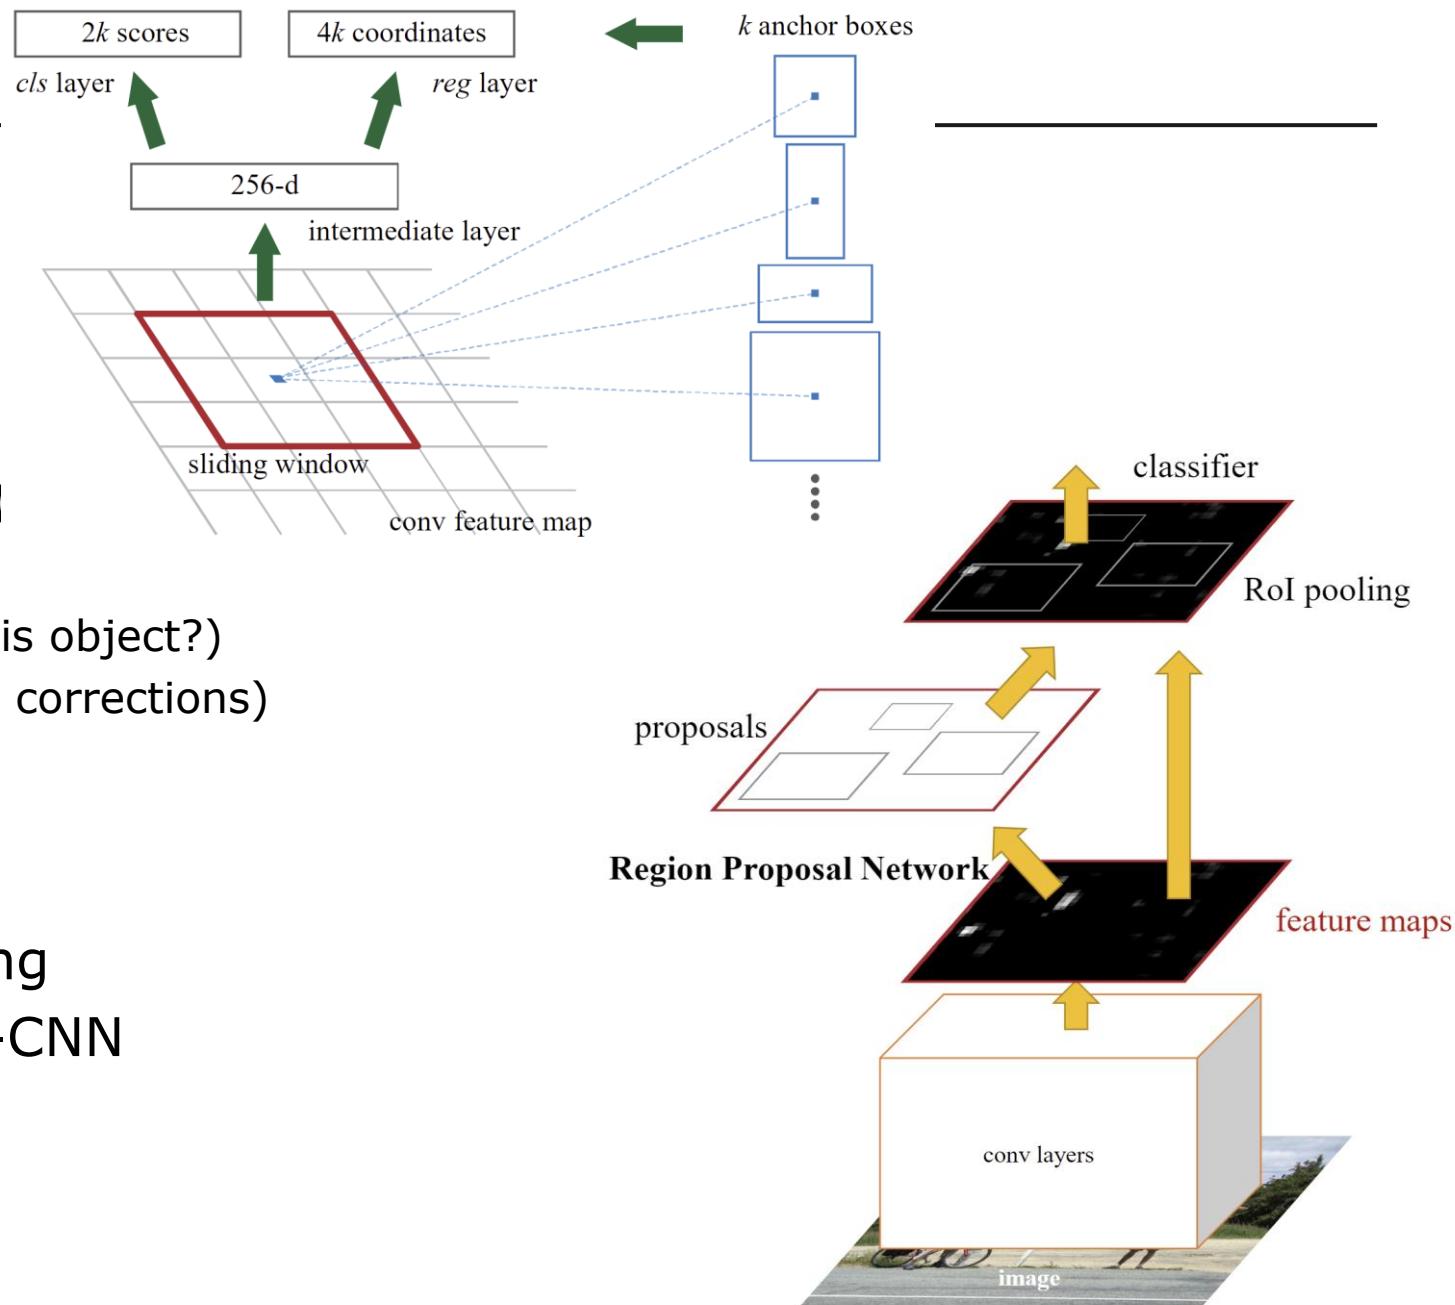 2k scores
4k coordinates
k anchor boxes
cls layer
reg layer
256-d
intermediate layer
sliding window
conv feature map
is object?)
corrections)
ng
-CNN
classifier
RoI pooling
proposals
Region Proposal Network
feature maps
conv layers
image